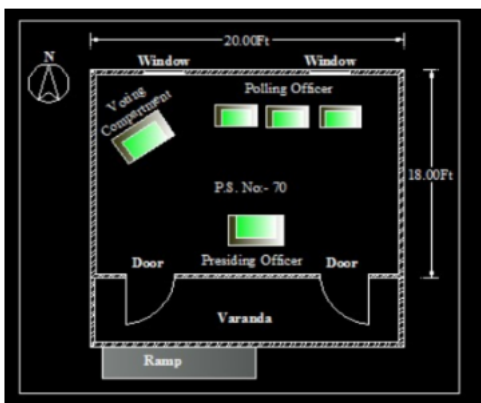 20.00Ft
N
Window
Window
Voting
Compartment
Polling Officer
18.00Ft
P.S. No:- 70
Door
Presiding Officer
Door
Varanda
Ramp